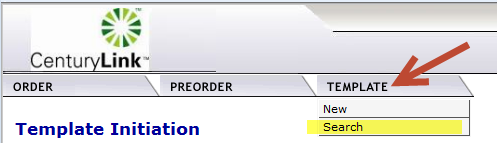 CenturyLink™
ORDER PREORDER TEMPLATE
New
Search
Template Initiation